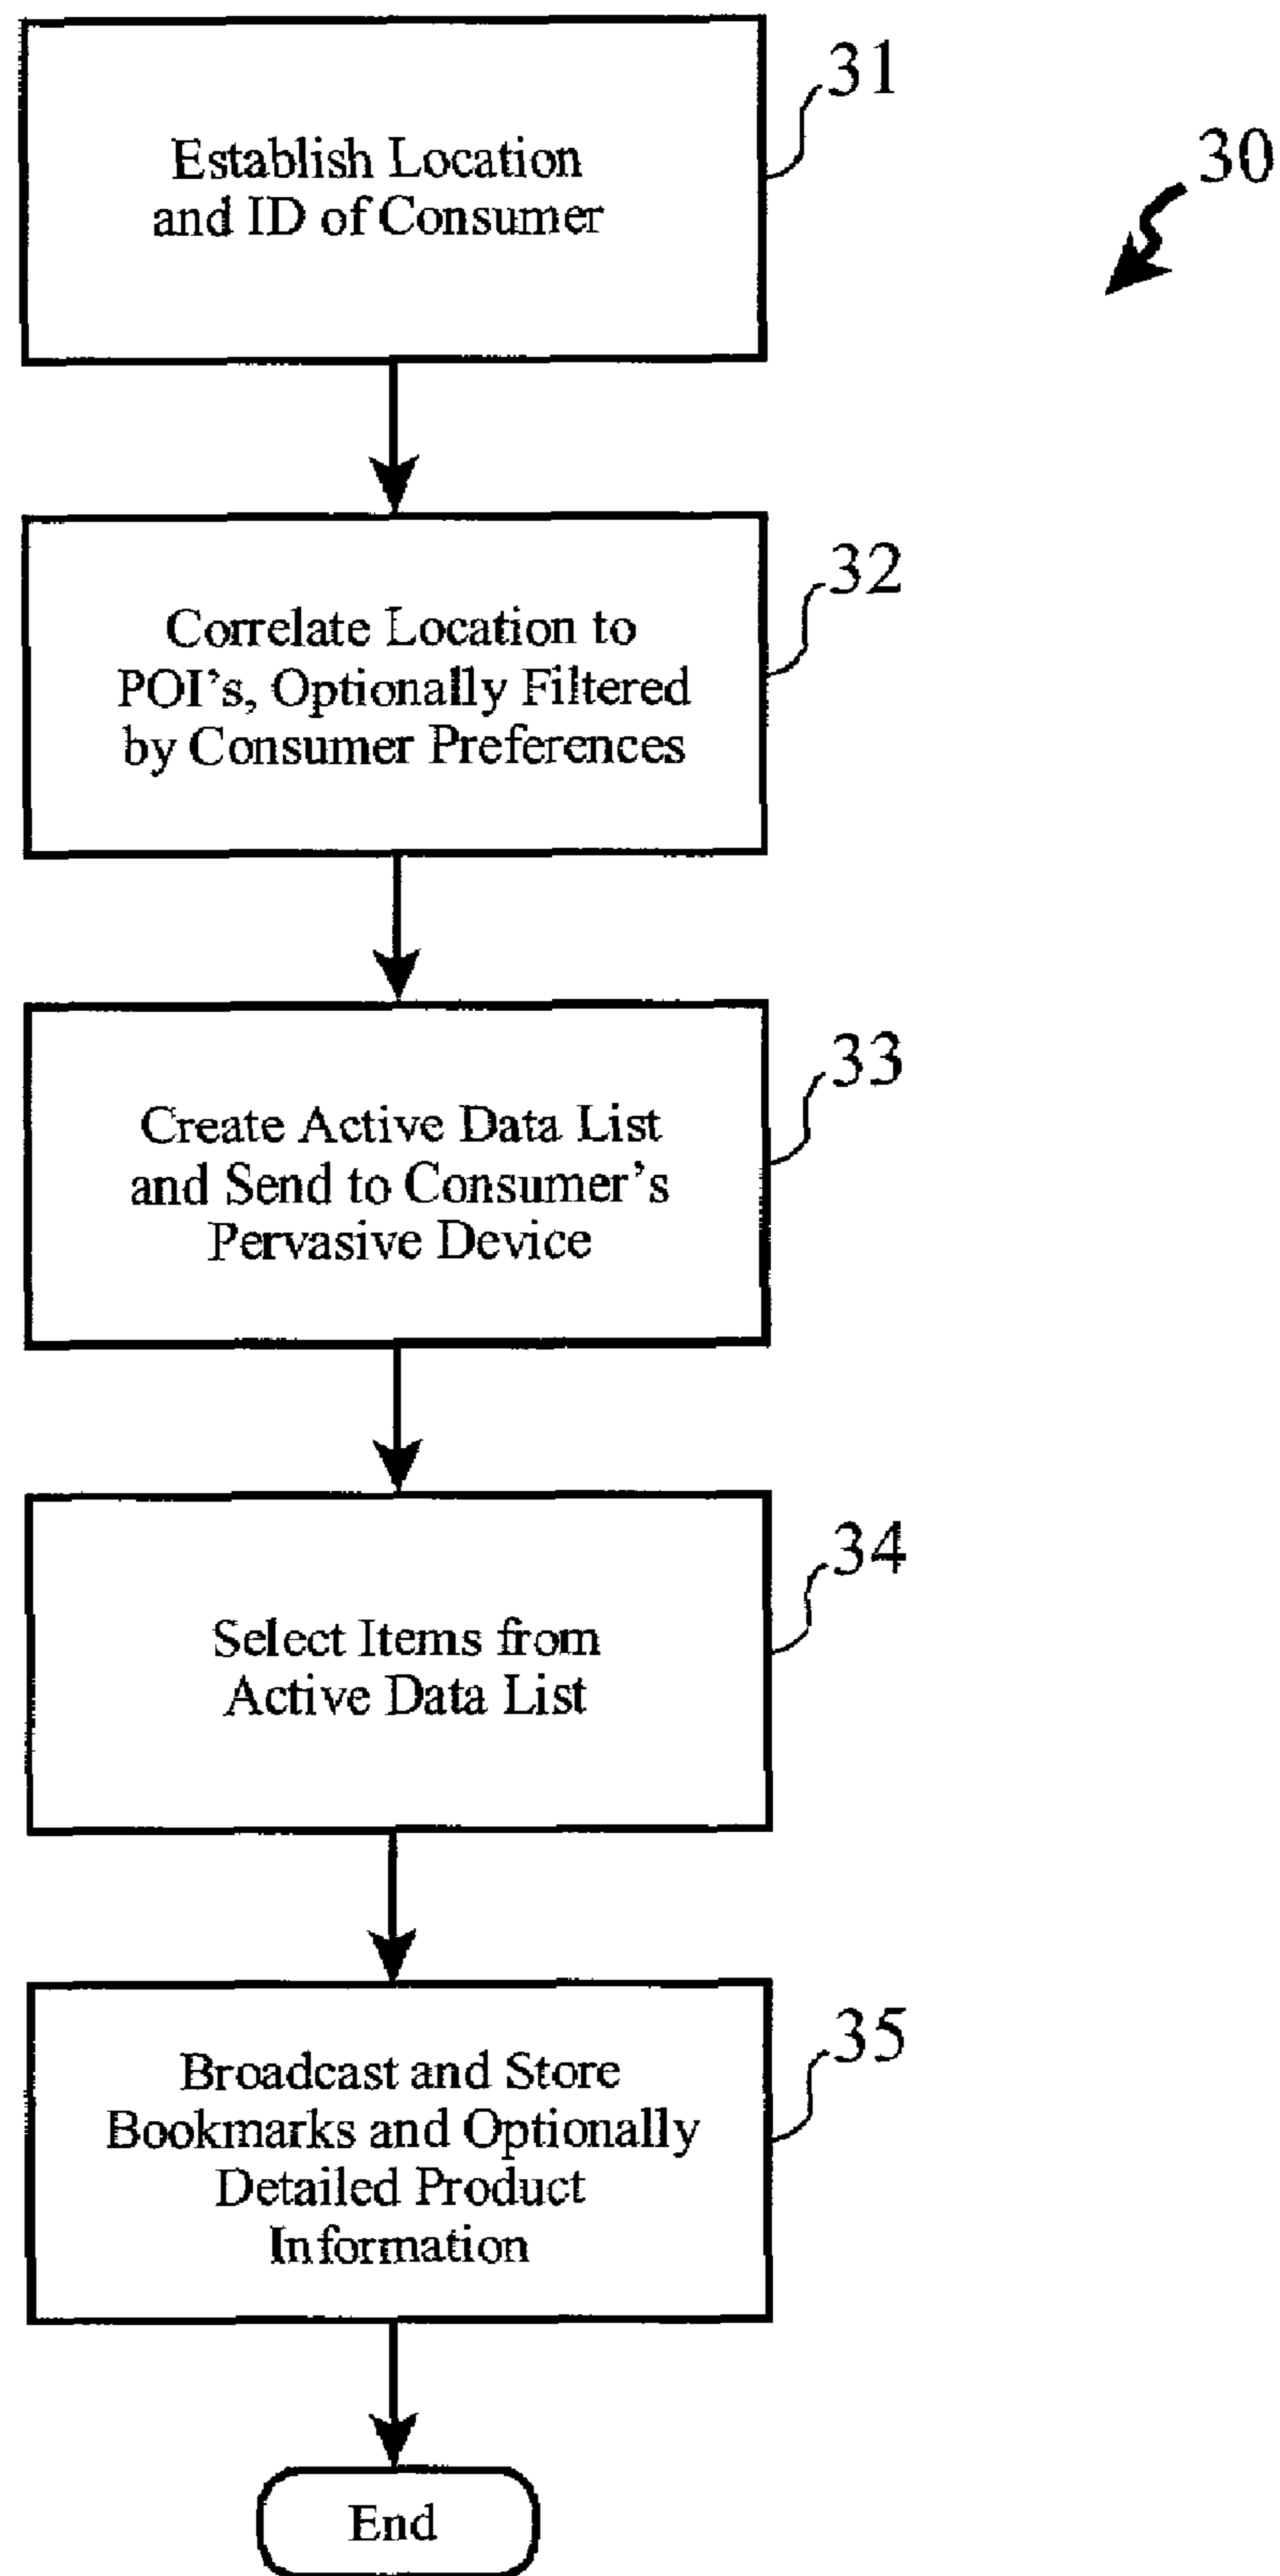 Establish Location
and ID of Consumer
31
30
Correlate Location to
POI's, Optionally Filtered
by Consumer Preferences
32
Create Active Data List
and Send to Consumer's
Pervasive Device
33
Select Items from
Active Data List
34
Broadcast and Store
Bookmarks and Optionally
Detailed Product
Information
35
End